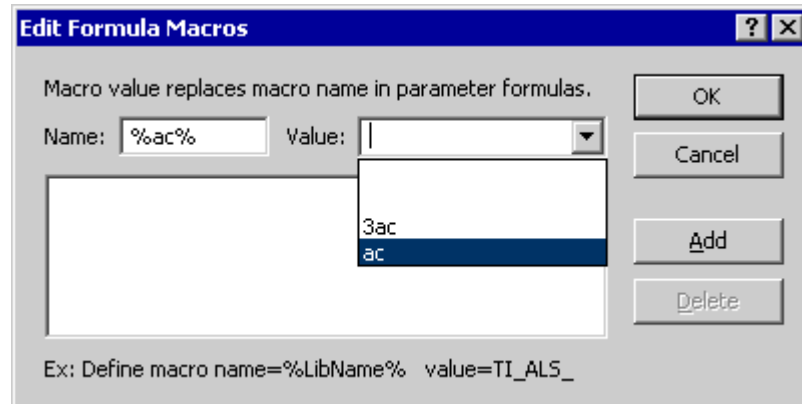 Edit Formula Macros
Macro value replaces macro name in parameter formulas.
OK
Name: %ac% Value:
Cancel
3ac
ac
Add
Delete
Ex: Define macro name=%LibName% value=TI_ALS_